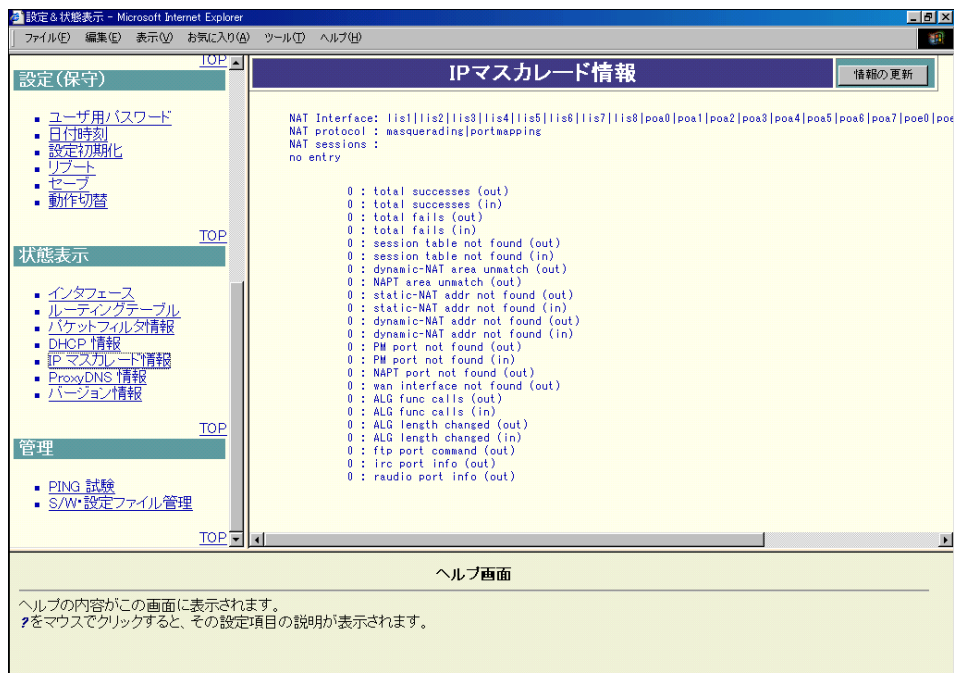 設定&状態表示 - Microsoft Internet Explorer
ファイル(F) 編集(E) 表示(V) お気に入り(A) ツール(T) ヘルプ(H)
TOP
設定(保守)
ユーザ用パスワード
日付時刻
設定初期化
リブート
セーブ
動作切替
TOP
状態表示
インタフェース
ルーティングテーブル
パケットフィルタ情報
DHCP 情報
IP マスカレード情報
ProxyDNS 情報
バージョン情報
TOP
管理
PING 試験
S/W・設定ファイル管理
TOP
IPマスカレード情報
情報の更新
NAT Interface: lis1|lis2|lis3|lis4|lis5|lis6|lis7|lis8|poa0|poa1|poa2|poa3|poa4|poa5|poa6|poa7|poe0|poe
NAT protocol : masquerading|portmapping
NAT sessions :
no entry
0 : total successes (out)
0 : total successes (in)
0 : total fails (out)
0 : total fails (in)
0 : session table not found (out)
0 : session table not found (in)
0 : dynamic-NAT area unmatch (out)
0 : NAPT area unmatch (out)
0 : static-NAT addr not found (out)
0 : static-NAT addr not found (in)
0 : dynamic-NAT addr not found (out)
0 : dynamic-NAT addr not found (in)
0 : PM port not found (out)
0 : PM port not found (in)
0 : NAPT port not found (out)
0 : wan interface not found (out)
0 : ALG func calls (out)
0 : ALG func calls (in)
0 : ALG length changed (out)
0 : ALG length changed (in)
0 : ftp port command (out)
0 : irc port info (out)
0 : raudio port info (out)
ヘルプ画面
ヘルプの内容がこの画面に表示されます。
?をマウスでクリックすると、その設定項目の説明が表示されます。